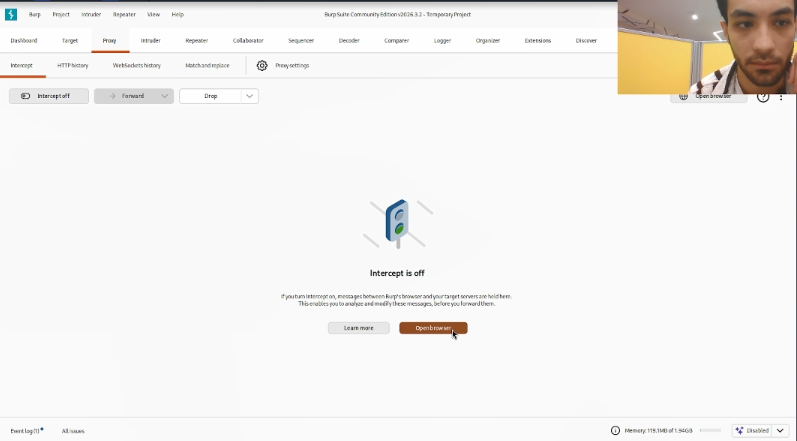 Burp Project Intruder Repeater View Help
Burp Suite Community Edition v2026.3.2 - Temporary Project
Dashboard Target Proxy Intruder Repeater Collaborator Sequencer Decoder Comparer Logger Organizer Extensions Discover
Intercept HTTP history WebSockets history Match and replace Proxy settings
Intercept off Forward Drop Open browser
Intercept is off
If you turn Intercept on, messages between Burp's browser and your target servers are held here.
This enables you to analyze and modify these messages, before you forward them.
Learn more Open browser
Event log (1) All issues Memory: 119.1MB of 1.94GB Disabled